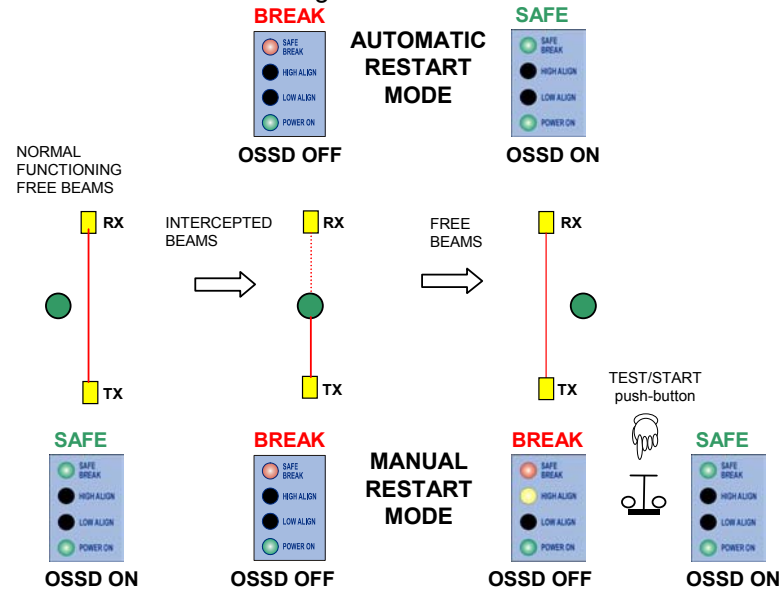 BREAK
SAFE
BREAK
HIGH ALIGN
LOW ALIGN
POWER ON
OSSD OFF
AUTOMATIC
RESTART
MODE
SAFE
SAFE
BREAK
HIGH ALIGN
LOW ALIGN
POWER ON
OSSD ON
NORMAL
FUNCTIONING
FREE BEAMS
RX
TX
INTERCEPTED
BEAMS
RX
TX
FREE
BEAMS
RX
TX
TEST/START
push-button
SAFE
SAFE
BREAK
HIGH ALIGN
LOW ALIGN
POWER ON
OSSD ON
BREAK
SAFE
BREAK
HIGH ALIGN
LOW ALIGN
POWER ON
OSSD OFF
MANUAL
RESTART
MODE
BREAK
SAFE
BREAK
HIGH ALIGN
LOW ALIGN
POWER ON
OSSD OFF
SAFE
SAFE
BREAK
HIGH ALIGN
LOW ALIGN
POWER ON
OSSD ON